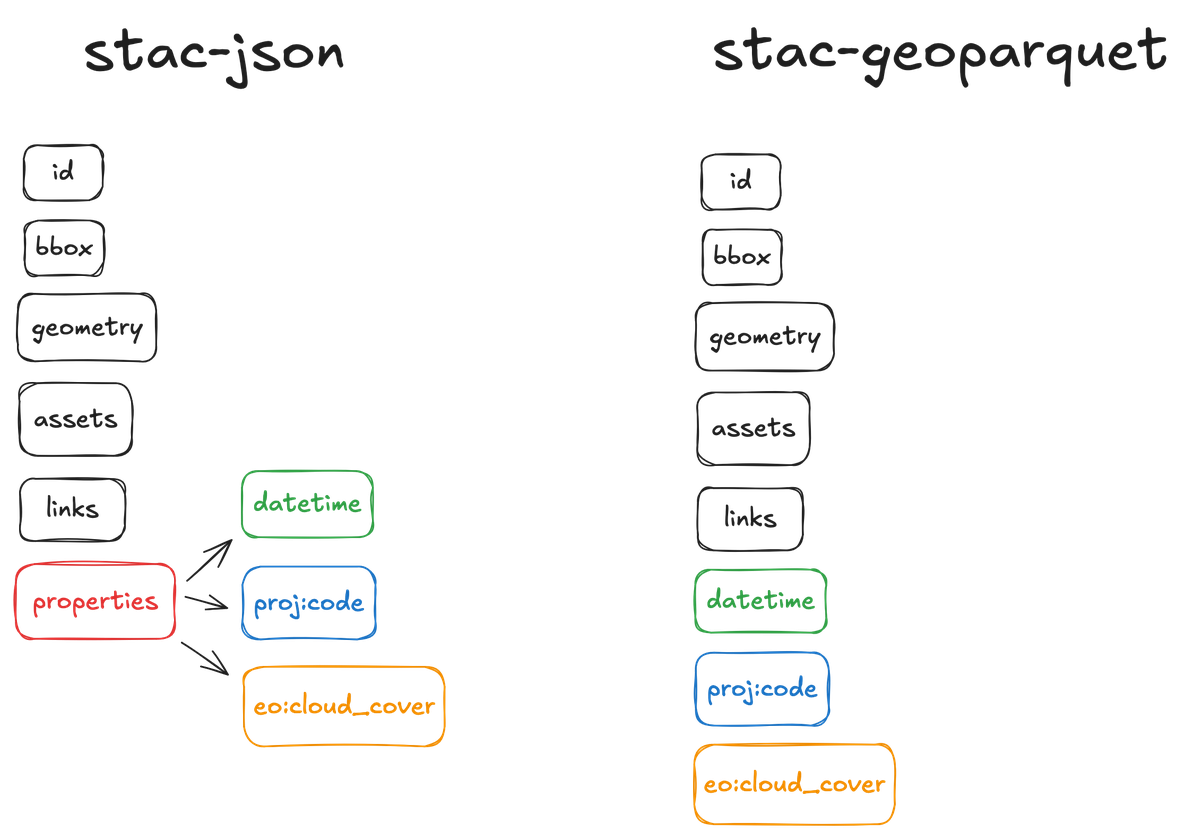 stac-json
id
bbox
geometry
assets
links
properties
datetime
proj:code
eo:cloud_cover
stac-geoparquet
id
bbox
geometry
assets
links
datetime
proj:code
eo:cloud_cover